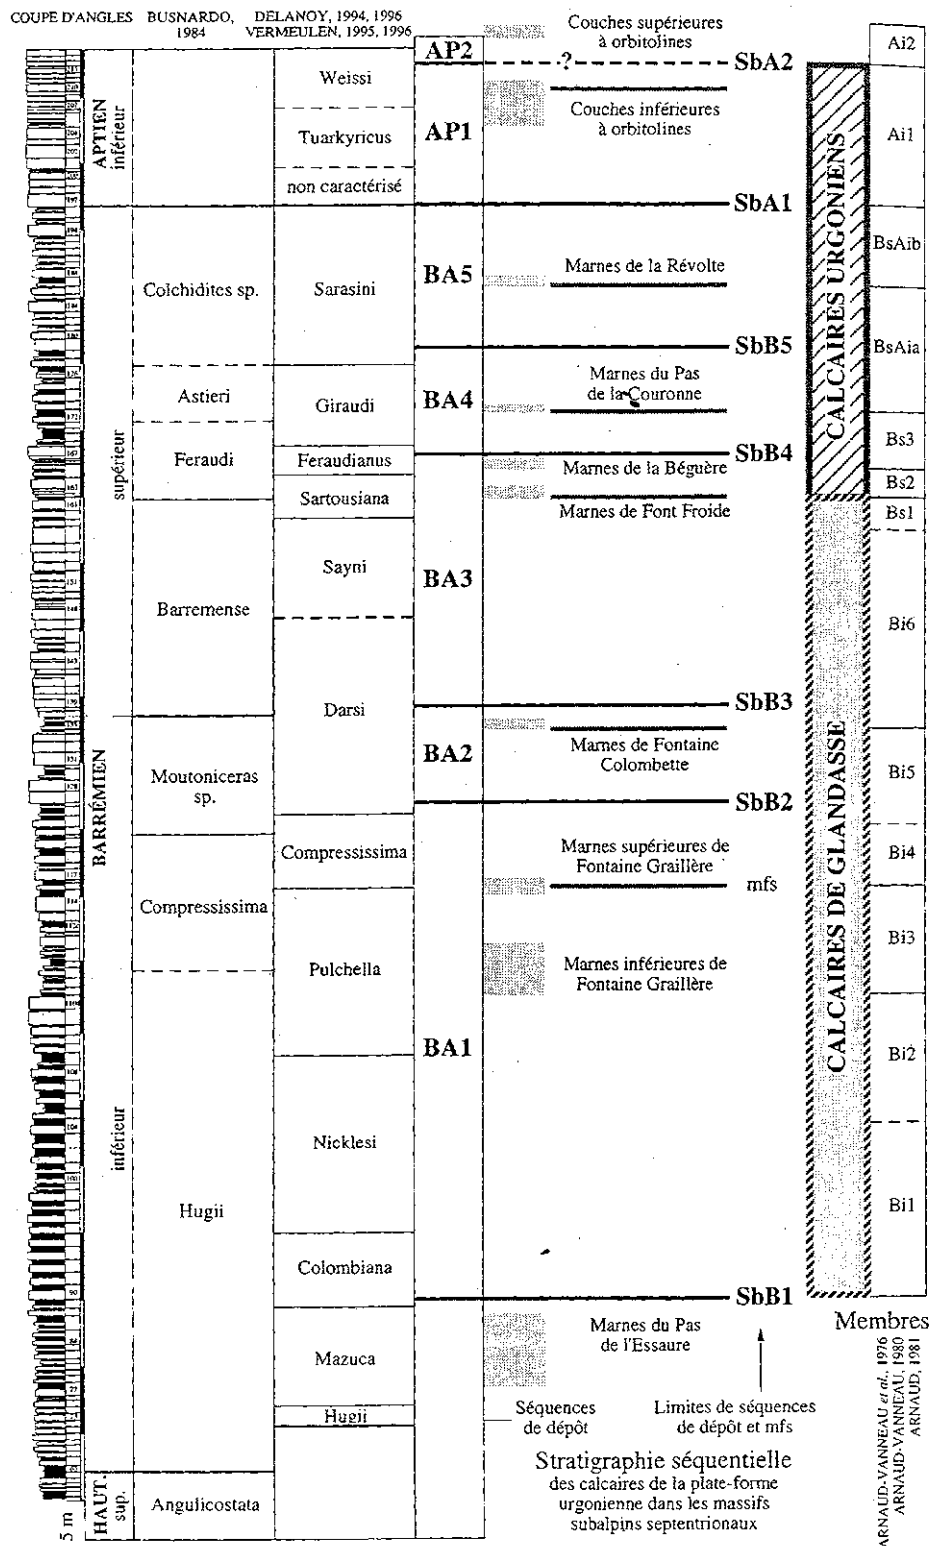 COUPE D'ANGLES
BUSNARDO,
1984
DELANOY, 1994, 1996
VERMEULEN, 1995, 1996
APTIEN
inférieur
BARRÉMIEN
supérieur
inférieur
HAUT.
sup.
5 m
Colchidites sp.
Astieri
Feraudi
Barremense
Moutoniceras
sp.
Compressissima
Hugii
Angulicostata
Weissi
Tuarkyricus
non caractérisé
Sarasini
Giraudi
Feraudianus
Sartousiana
Sayni
Darsi
Compressissima
Pulchella
Nicklesi
Colombiana
Mazuca
Hugii
AP2
AP1
BA5
BA4
BA3
BA2
BA1
Couches supérieures
à orbitolines
?
SbA2
Couches inférieures
à orbitolines
SbA1
Marnes de la Révolte
SbB5
Marnes du Pas
de la Couronne
SbB4
Marnes de la Béguère
Marnes de Font Froide
SbB3
Marnes de Fontaine
Colombette
SbB2
Marnes supérieures de
Fontaine Graillère
mfs
Marnes inférieures de
Fontaine Graillère
SbB1
Marnes du Pas
de l'Essaure
Séquences
de dépôt
Limites de séquences
de dépôt et mfs
Stratigraphie séquentielle
des calcaires de la plate-forme
urgonienne dans les massifs
subalpins septentrionaux
CALCAIRES URGONIENS
CALCAIRES DE GLANDASSE
Ai2
Ai1
BsAib
BsAia
Bs3
Bs2
Bs1
Bi6
Bi5
Bi4
Bi3
Bi2
Bi1
Membres
ARNAUD-VANNEAU et al., 1976
ARNAUD-VANNEAU, 1980
ARNAUD, 1981